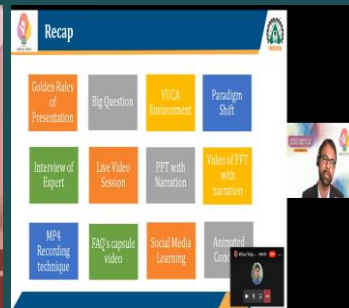 Recap
Golden Rules
of
Presentation
Big Question
VUCA
Environment
Paradigm
Shift
Interview of
Expert
Live Video
Session
PPT with
Narration
Video of PPT
with
narration
MP4
Recording
technique
FAQ's capsule
video
Social Media
Learning
Animated